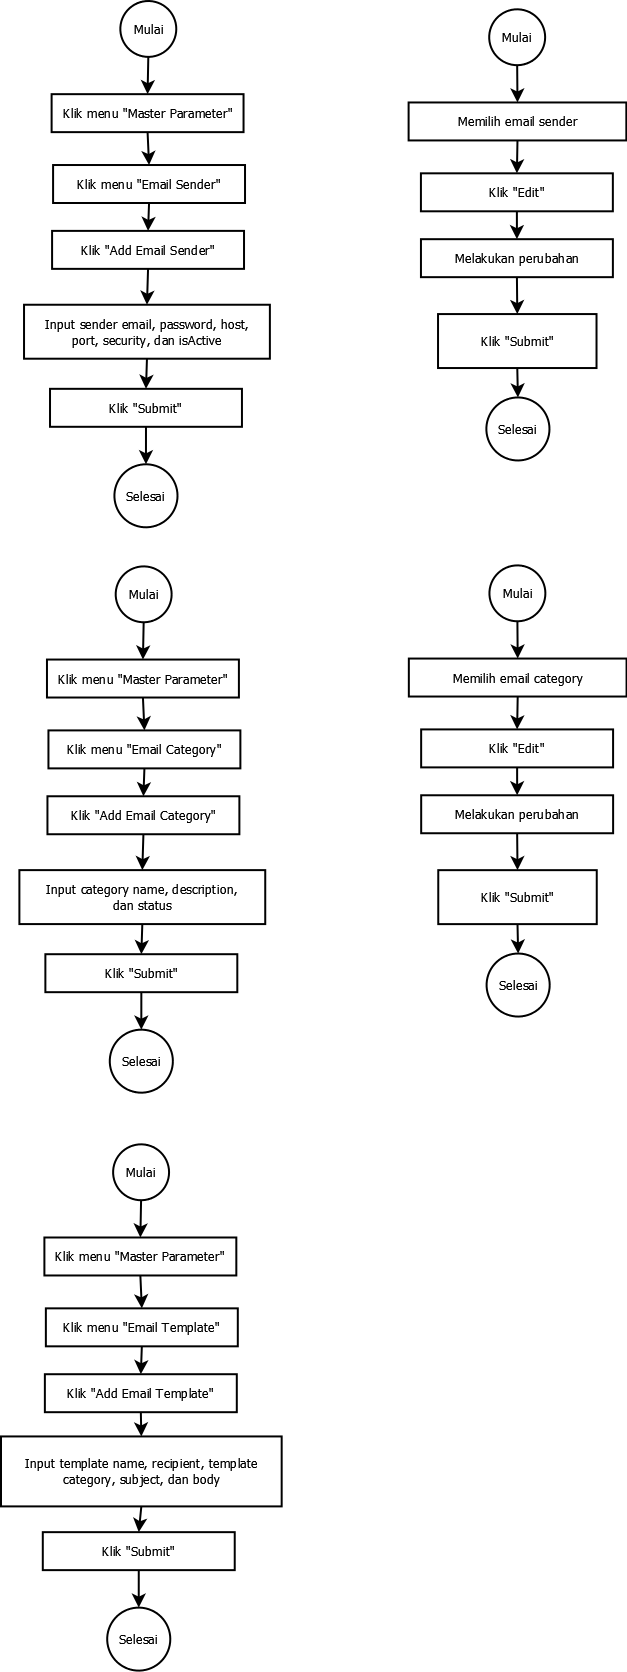 Mulai
Klik menu "Master Parameter"
Klik menu "Email Sender"
Klik "Add Email Sender"
Input sender email, password, host,
port, security, dan isActive
Klik "Submit"
Selesai
Mulai
Memilih email sender
Klik "Edit"
Melakukan perubahan
Klik "Submit"
Selesai
Mulai
Klik menu "Master Parameter"
Klik menu "Email Category"
Klik "Add Email Category"
Input category name, description,
dan status
Klik "Submit"
Selesai
Mulai
Memilih email category
Klik "Edit"
Melakukan perubahan
Klik "Submit"
Selesai
Mulai
Klik menu "Master Parameter"
Klik menu "Email Template"
Klik "Add Email Template"
Input template name, recipient, template
category, subject, dan body
Klik "Submit"
Selesai